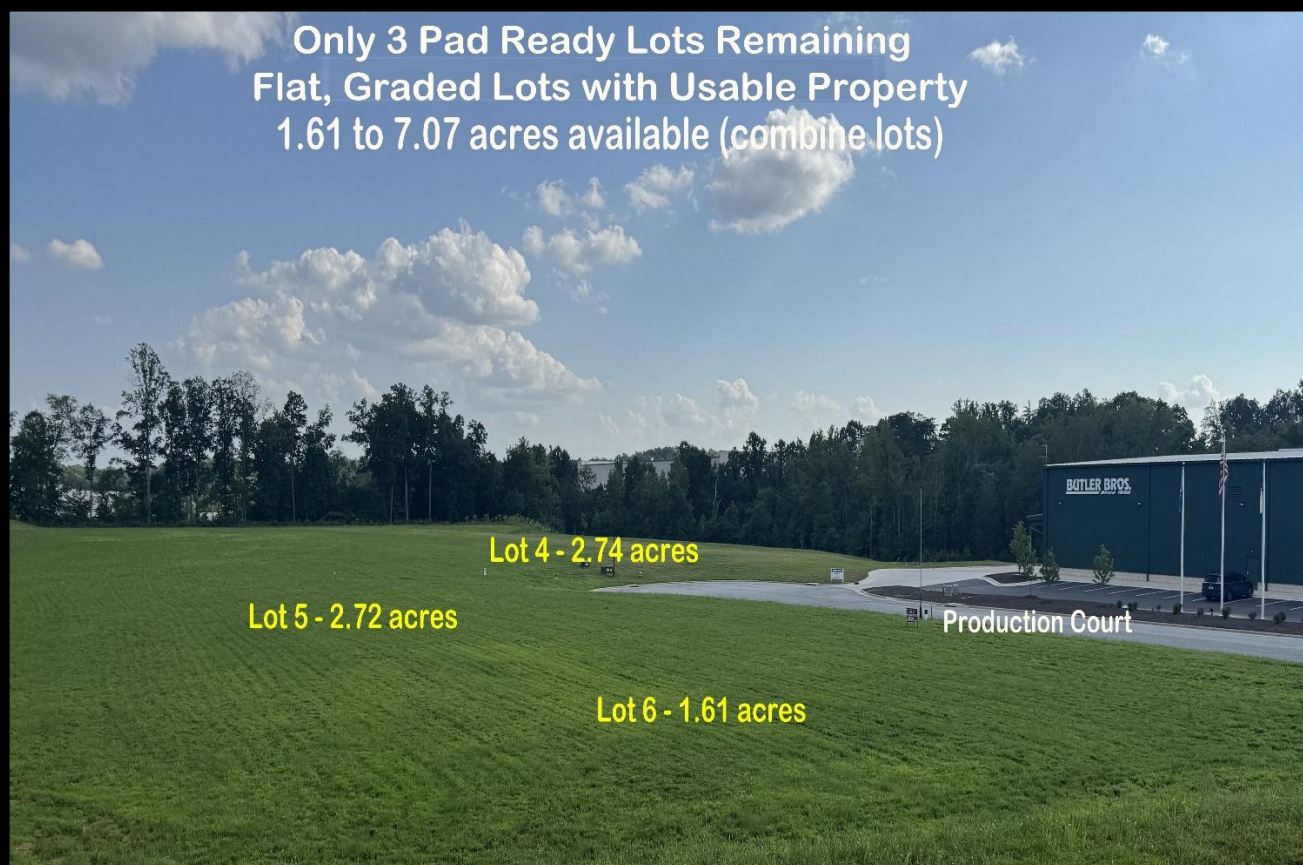 Only 3 Pad Ready Lots Remaining
Flat, Graded Lots with Usable Property
1.61 to 7.07 acres available (combine lots)
BUTLER BROS.
Lot 4 - 2.74 acres
Lot 5 - 2.72 acres
Production Court
Lot 6 - 1.61 acres